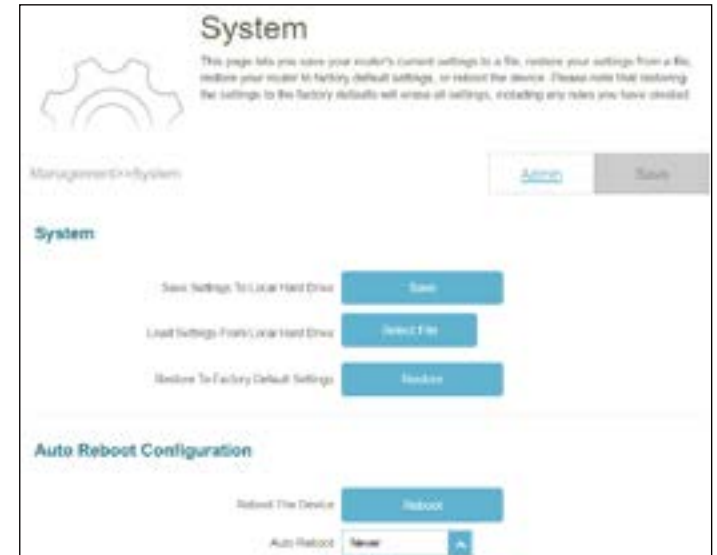 System
This page lets you save your router's current settings to a file, restore your settings from a file,
restore your router to factory default settings, or reboot the device. Please note that restoring
the settings to the factory defaults will erase all settings, including any rules you have created.
Management>>System
Admin
Save
System
Save Settings To Local Hard Drive
Save
Load Settings From Local Hard Drive
Select File
Restore To Factory Default Settings
Restore
Auto Reboot Configuration
Reboot The Device
Reboot
Auto Reboot
Never